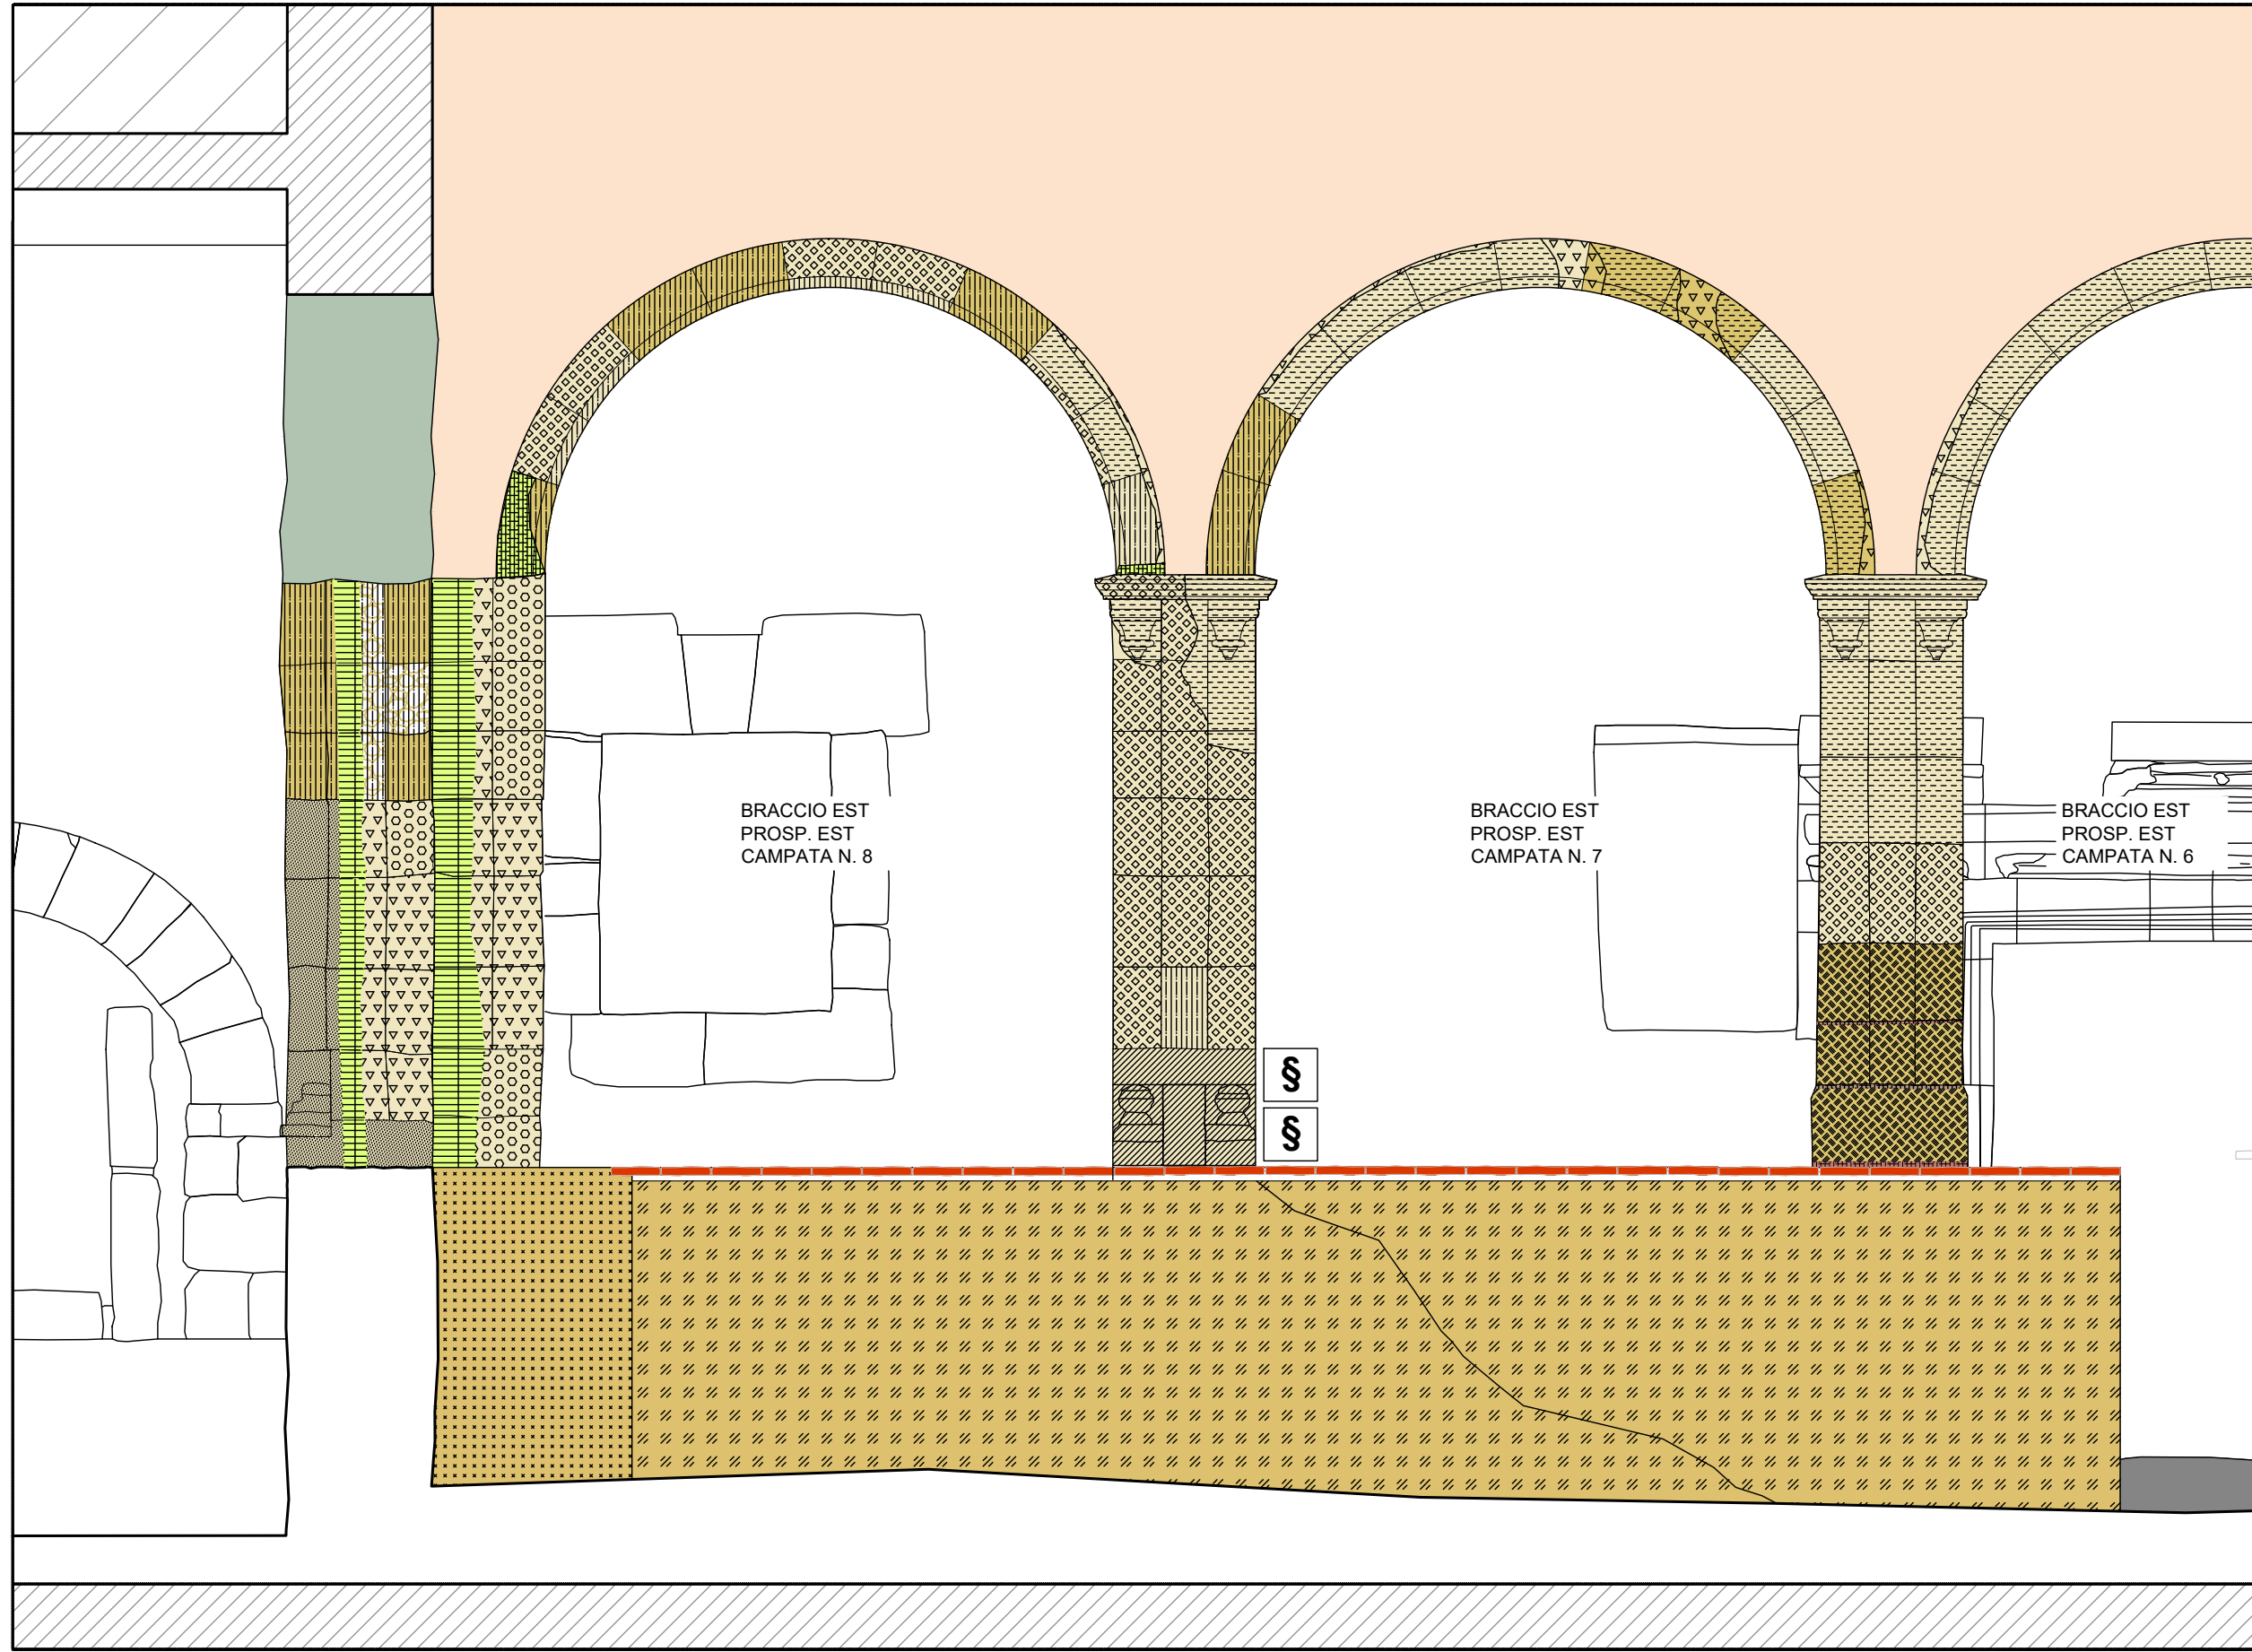 BRACCIO EST
PROSP. EST
CAMPATA N. 8
BRACCIO EST
PROSP. EST
CAMPATA N. 7
BRACCIO EST
PROSP. EST
CAMPATA N. 6
§
§